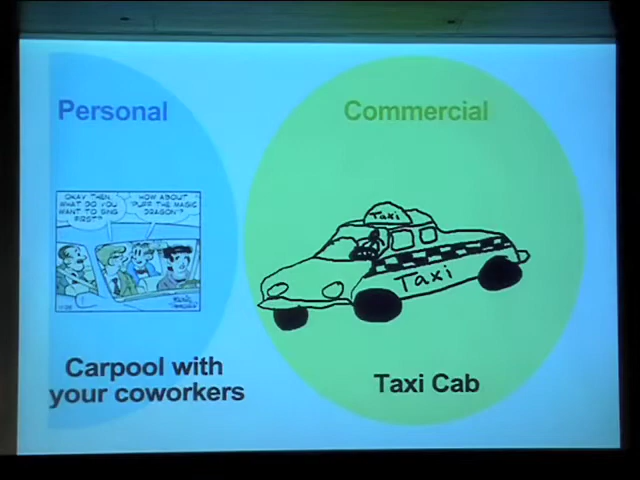 Personal
OKAY THEN,
WHAT DO YOU
WANT TO SING
FIRST?
HOW ABOUT
"PUFF THE MAGIC
DRAGON"?
Carpool with
your coworkers
Commercial
Taxi
Taxi
Taxi Cab